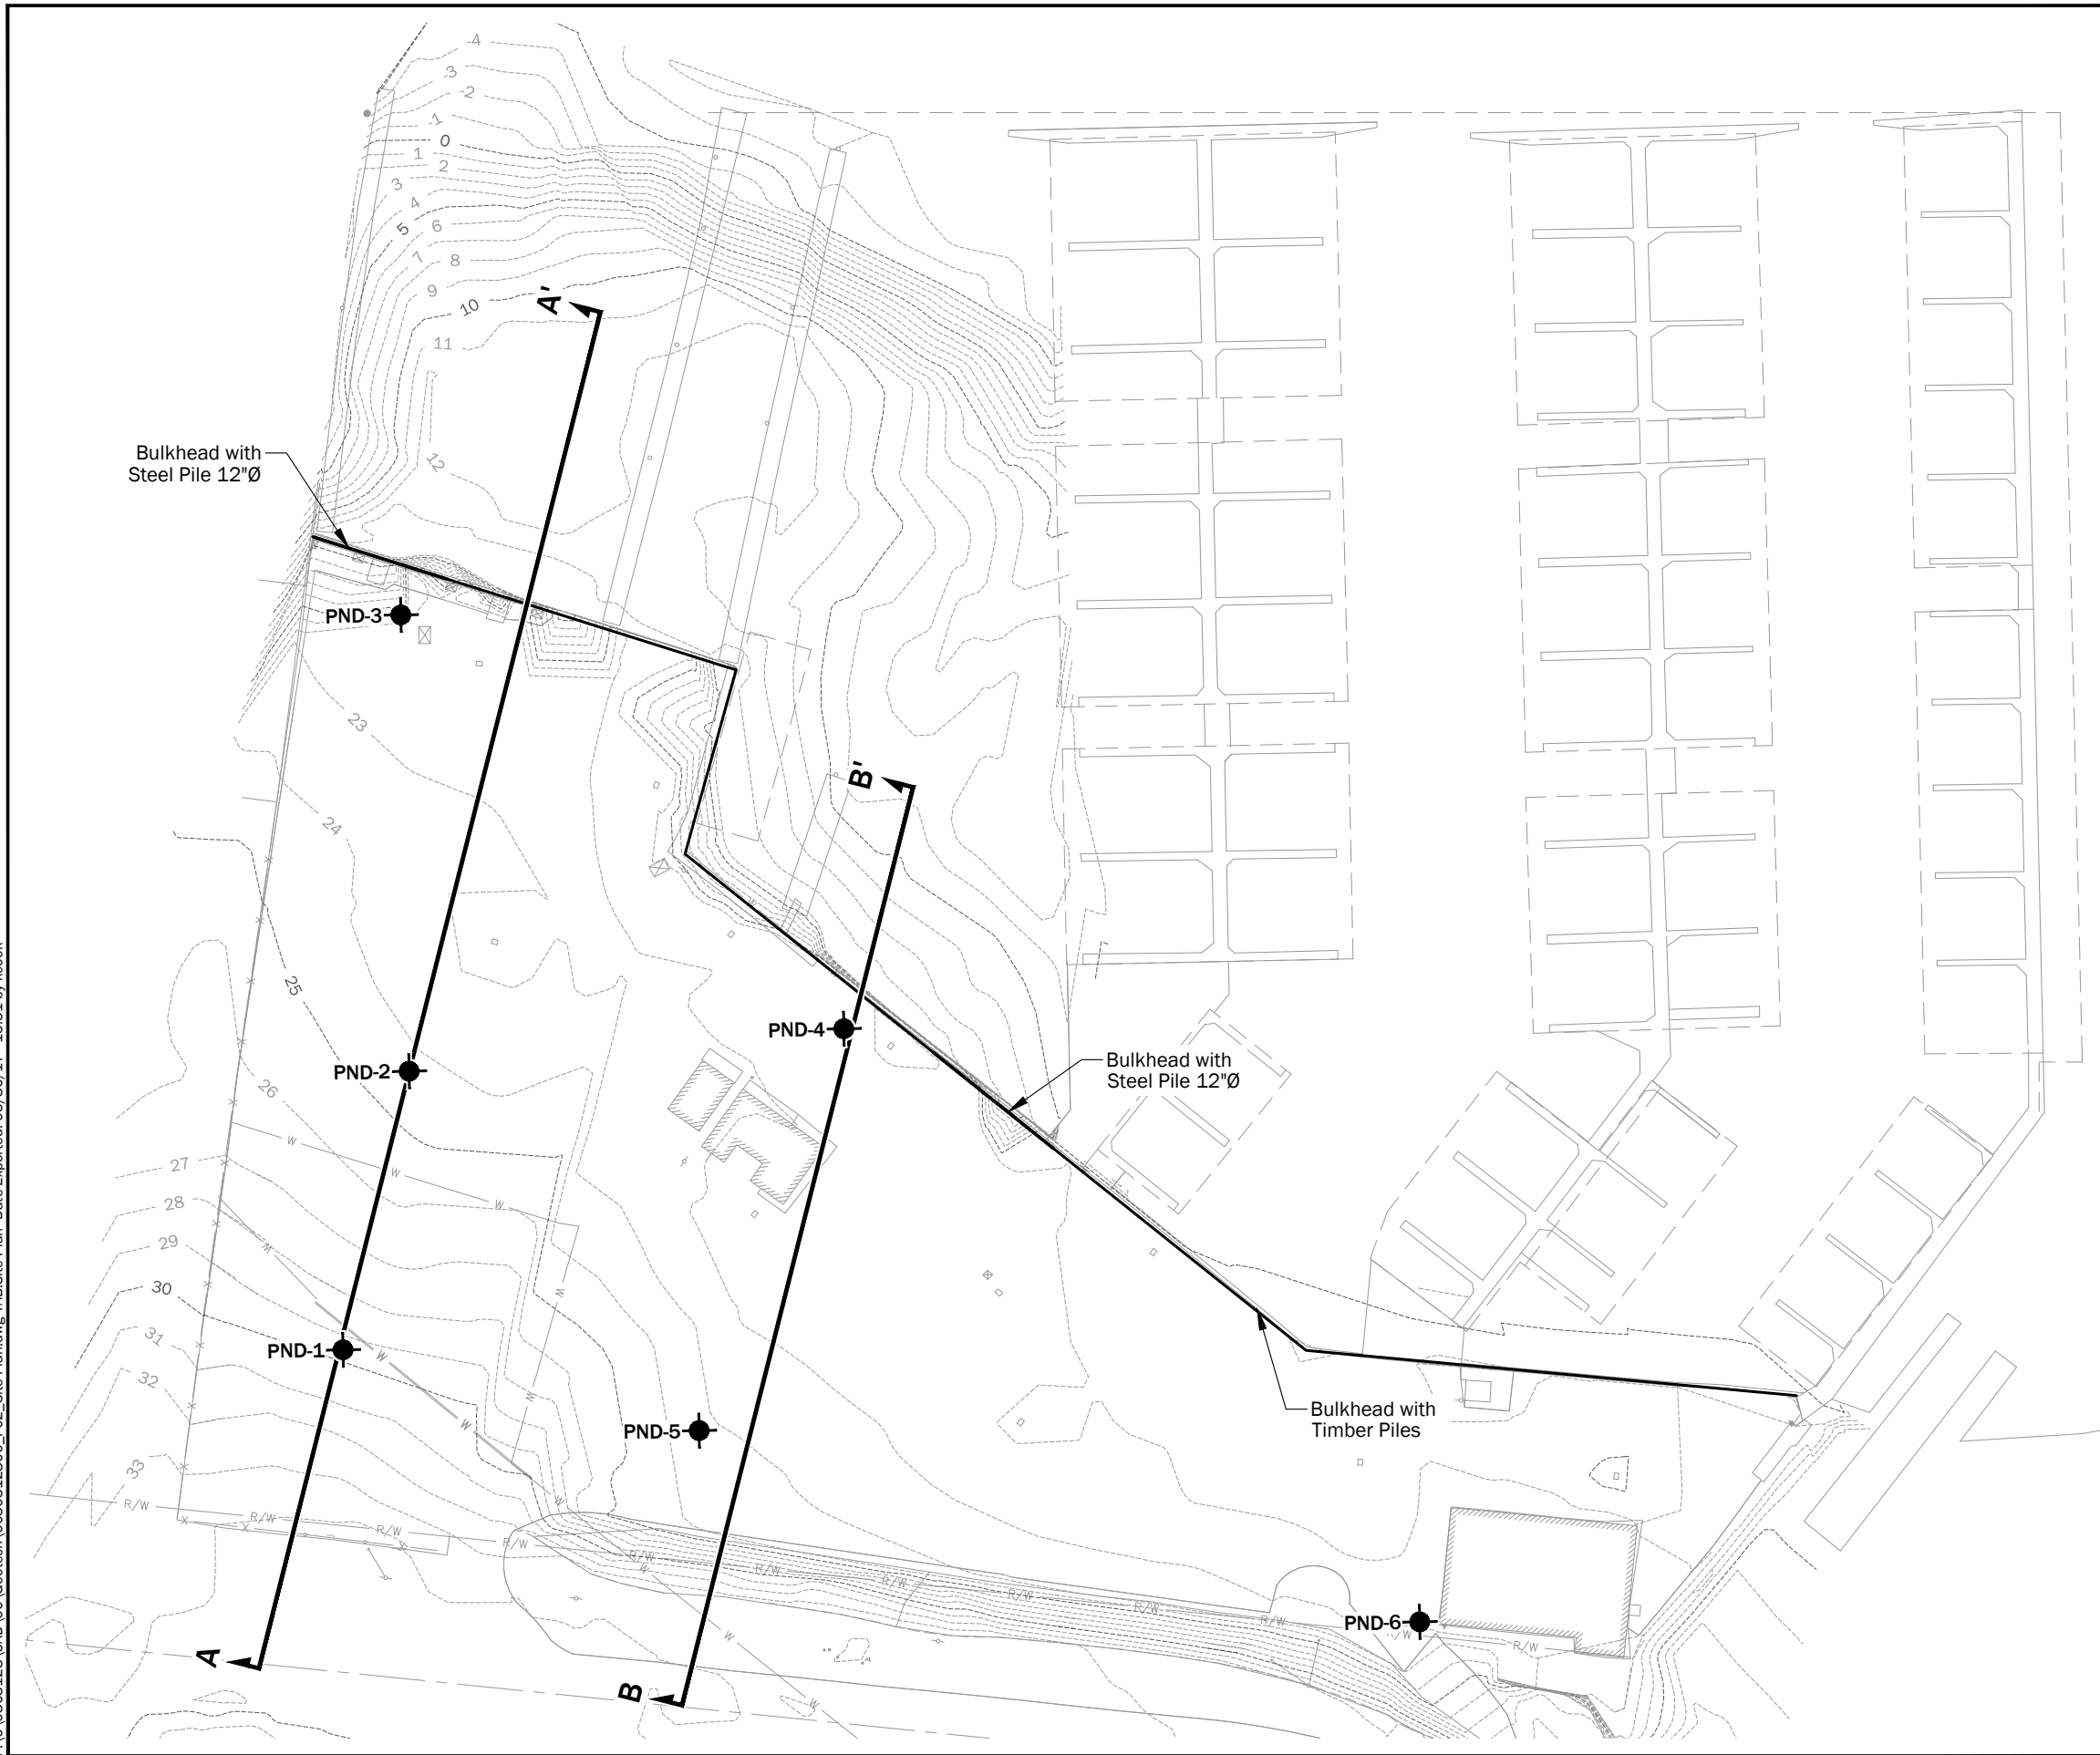 -4
-3
-2
-1
0
1
2
3
4
5
6
7
8
9
10
11
12
A'
Bulkhead with
Steel Pile 12"Ø
PND-3
23
B'
24
25
PND-4
Bulkhead with
Steel Pile 12"Ø
PND-2
26
W
W
W
27
28
W
29
W
30
31
PND-1
W
32
W
W
Bulkhead with
Timber Piles
PND-5
W
33
W
R/W
R/W
R/W
R/W
R/W
R/W
R/W
R/W
R/W
R/W
R/W
R/W
W
W
W
PND-6
A
B